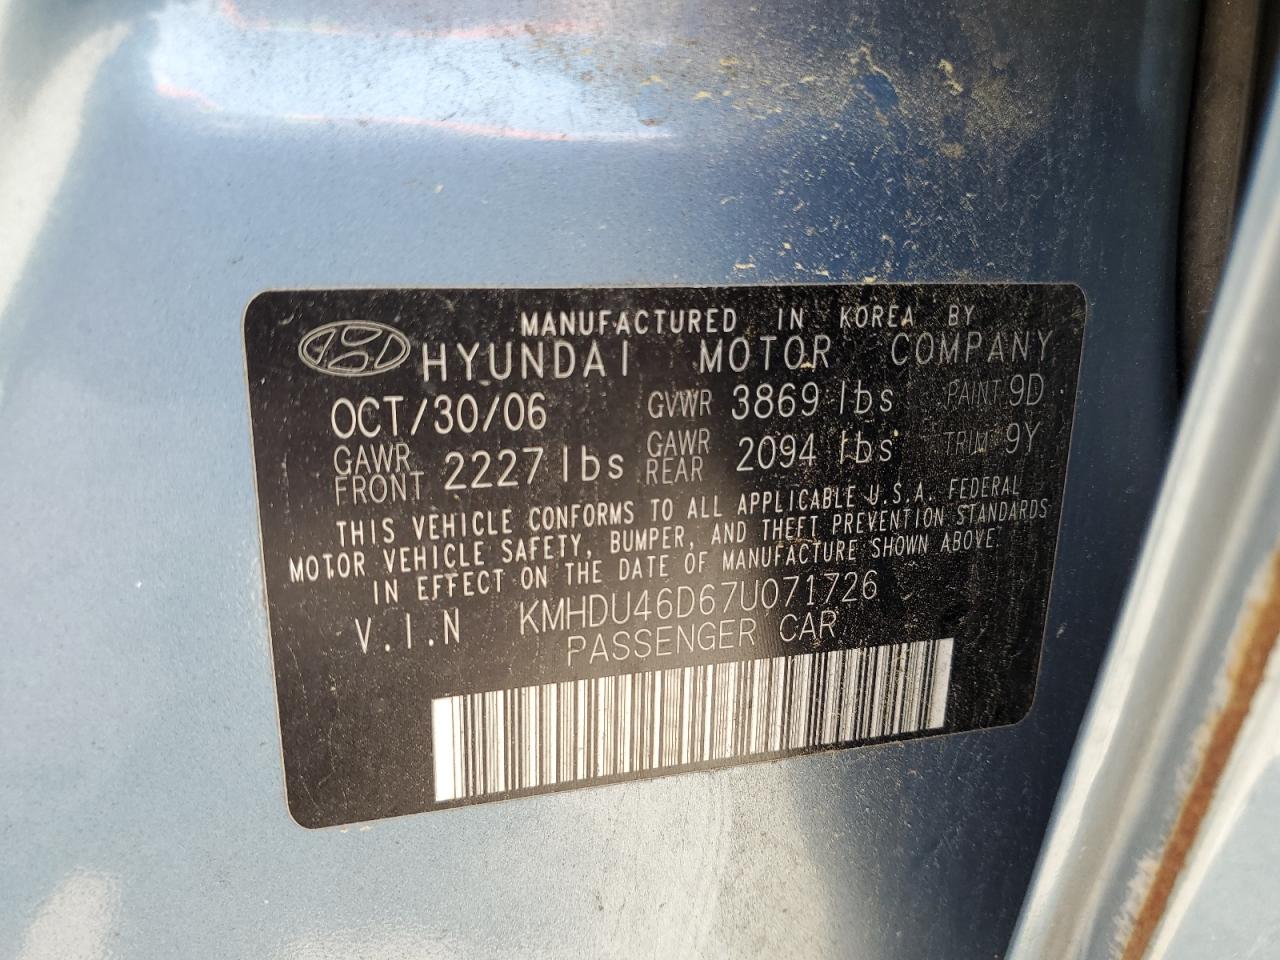 MANUFACTURED IN KOREA BY
HYUNDAI MOTOR COMPANY
OCT/30/06 GVWR 3869 lbs PAINT 9D
GAWR FRONT 2227 lbs GAWR REAR 2094 lbs TRIM 9Y
THIS VEHICLE CONFORMS TO ALL APPLICABLE U.S.A. FEDERAL
MOTOR VEHICLE SAFETY, BUMPER, AND THEFT PREVENTION STANDARDS
IN EFFECT ON THE DATE OF MANUFACTURE SHOWN ABOVE
V.I.N KMHDU46D67U071726
PASSENGER CAR